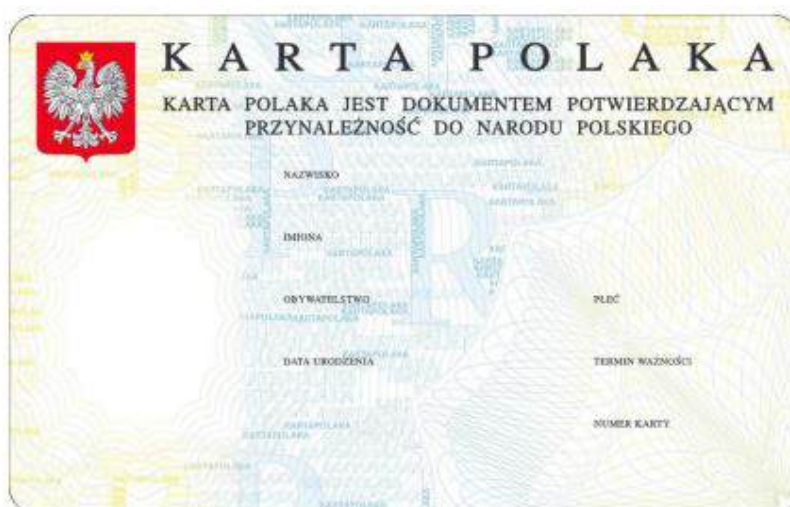 KARTA POLAKA
KARTA POLAKA JEST DOKUMENTEM POTWIERDZAJĄCYM
PRZYNALEŻNOŚĆ DO NARODU POLSKIEGO
NAZWISKO
IMIONA
OBYWATELSTWO
PŁEĆ
DATA URODZENIA
TERMIN WAŻNOŚCI
NUMER KARTY